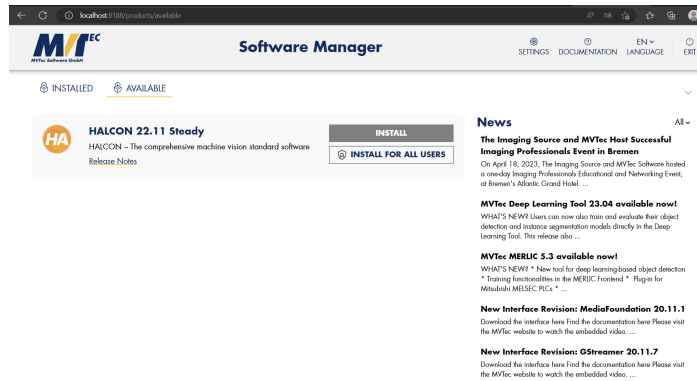 localhost:8188/products/available
MVTEC
MVTec Software GmbH
Software Manager
SETTINGS
DOCUMENTATION
EN
LANGUAGE
EXIT
INSTALLED
AVAILABLE
HA
HALCON 22.11 Steady
HALCON – The comprehensive machine vision standard software
Release Notes
INSTALL
INSTALL FOR ALL USERS
News
All
The Imaging Source and MVTec Host Successful
Imaging Professionals Event in Bremen
On April 18, 2023, The Imaging Source and MVTec Software hosted
a one-day Imaging Professionals Educational and Networking Event,
at Bremen's Atlantic Grand Hotel. ...
MVTec Deep Learning Tool 23.04 available now!
WHAT'S NEW? Users can now also train and evaluate their object
detection and instance segmentation models directly in the Deep
Learning Tool. This release also ...
MVTec MERLIC 5.3 available now!
WHAT'S NEW? * New tool for deep learning-based object detection
* Training functionalities in the MERLIC Frontend * Plug-in for
Mitsubishi MELSEC PLCs * ...
New Interface Revision: MediaFoundation 20.11.1
Download the interface here Find the documentation here Please visit
the MVTec website to watch the embedded video. ...
New Interface Revision: GStreamer 20.11.7
Download the interface here Find the documentation here Please visit
the MVTec website to watch the embedded video. ...